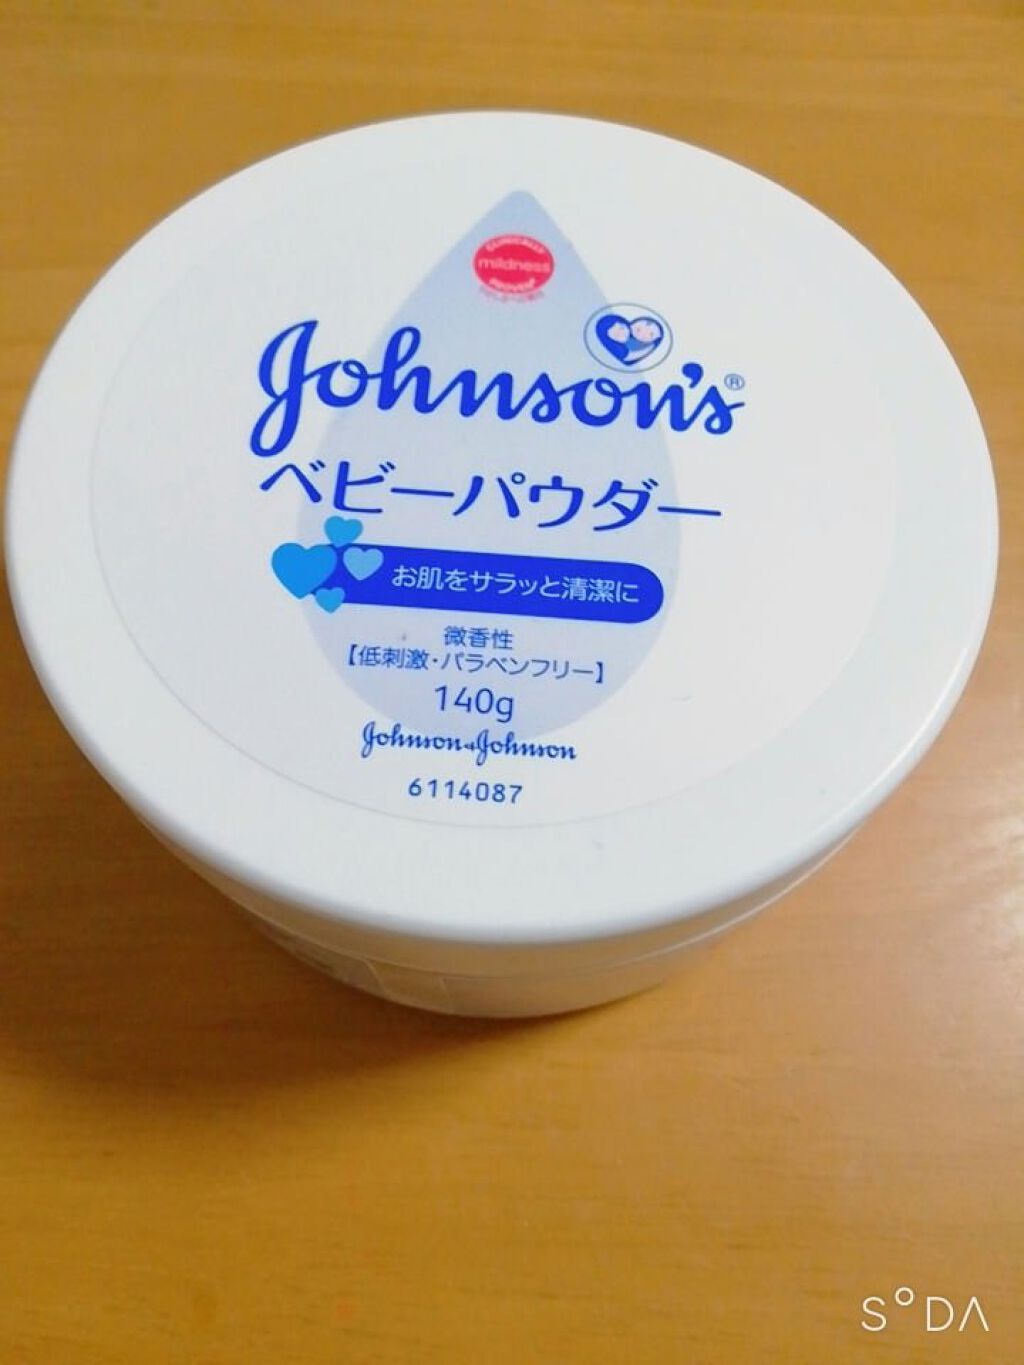 CLINICALLY
mildness
PROVEN
Johnson's®
ベビーパウダー
お肌をサラッと清潔に
微香性
【低刺激・パラベンフリー】
140g
Johnson & Johnson
6114087
S°DA